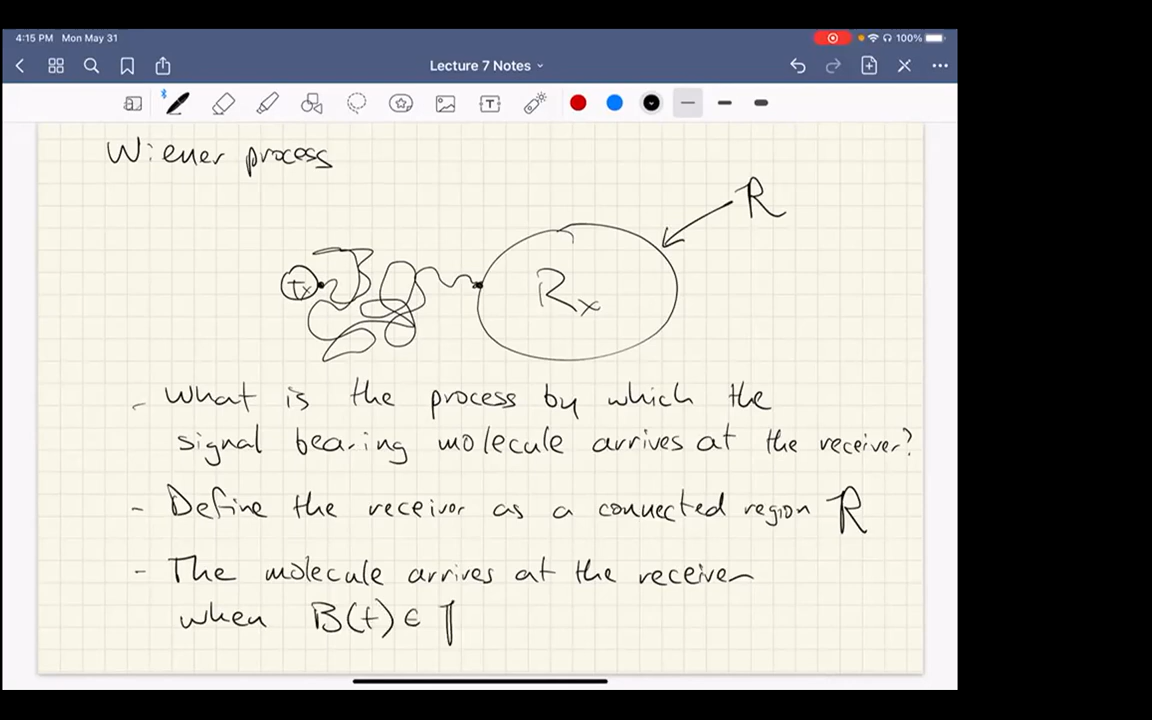 4:15 PM Mon May 31
100%
Lecture 7 Notes
Wiener process
R
Tx
Rx
- What is the process by which the
signal bearing molecule arrives at the receiver?
- Define the receiver as a connected region R
- The molecule arrives at the receiver
when B(t) ∈